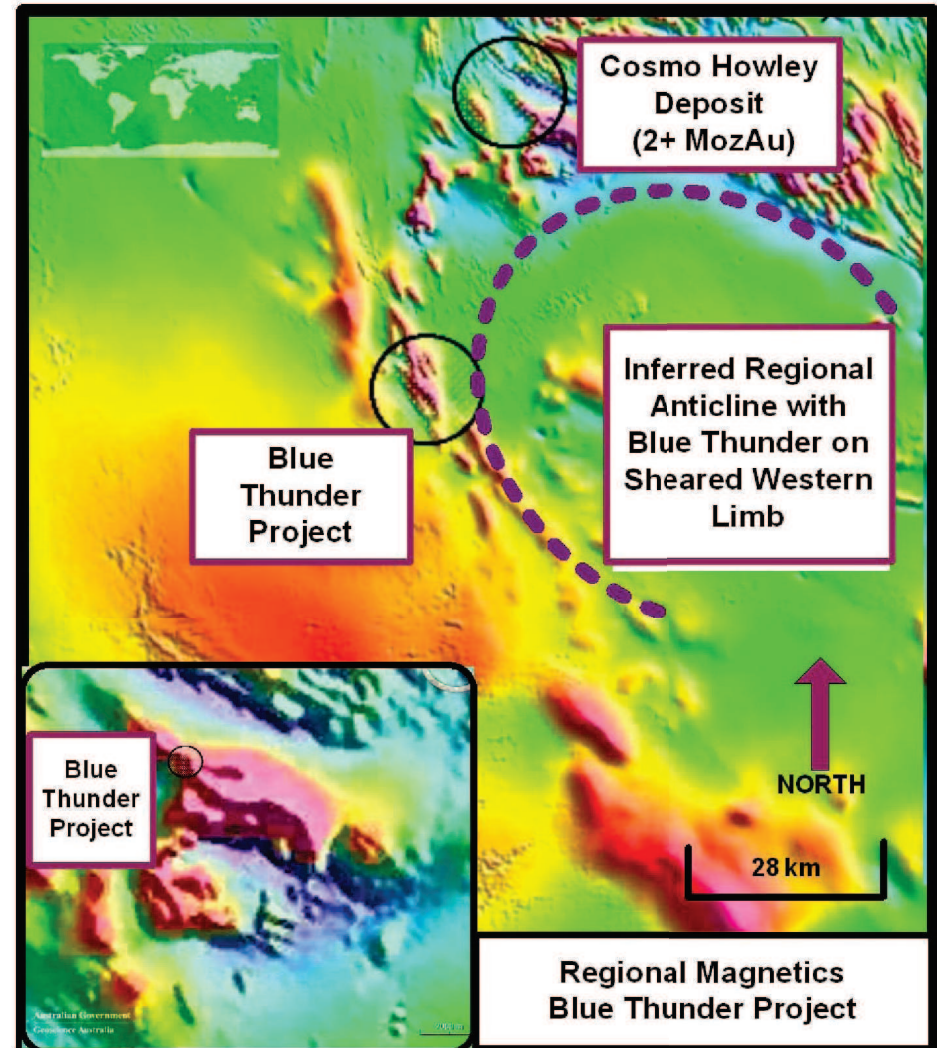 Cosmo Howley
Deposit
(2+ MozAu)
Inferred Regional
Anticline with
Blue Thunder on
Sheared Western
Limb
Blue
Thunder
Project
NORTH
28 km
Blue
Thunder
Project
Australian Government
Geoscience Australia
Regional Magnetics
Blue Thunder Project